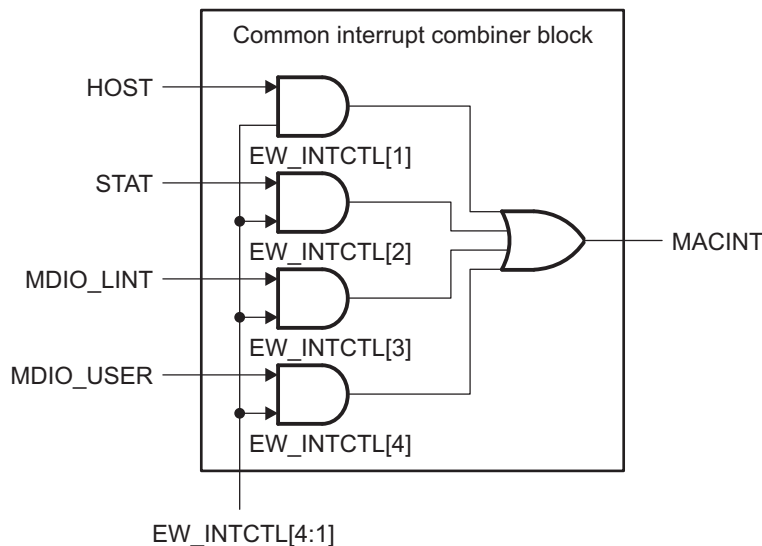 Common interrupt combiner block
HOST
EW_INTCTL[1]
STAT
EW_INTCTL[2]
MACINT
MDIO_LINT
EW_INTCTL[3]
MDIO_USER
EW_INTCTL[4]
EW_INTCTL[4:1]